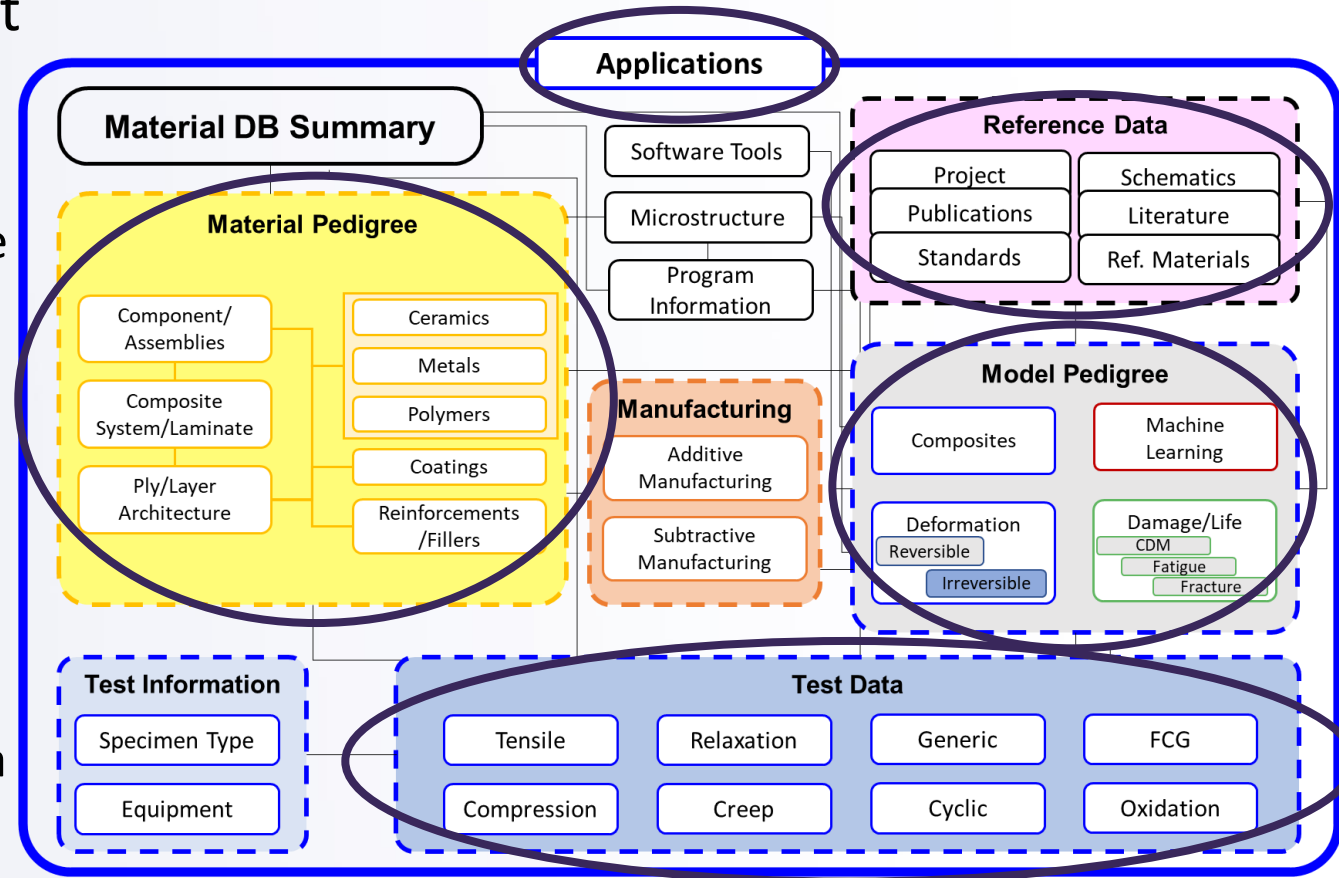 t
Applications
Material DB Summary
Software Tools
Microstructure
Program
Information
Reference Data
Project
Schematics
Publications
Literature
Standards
Ref. Materials
e
Material Pedigree
Component/
Assemblies
Composite
System/Laminate
Ply/Layer
Architecture
Ceramics
Metals
Polymers
Coatings
Reinforcements
/Fillers
Manufacturing
Additive
Manufacturing
Subtractive
Manufacturing
Model Pedigree
Composites
Machine
Learning
Deformation
Reversible
Irreversible
Damage/Life
CDM
Fatigue
Fracture
Test Information
Specimen Type
Equipment
Test Data
Tensile
Relaxation
Generic
FCG
Compression
Creep
Cyclic
Oxidation